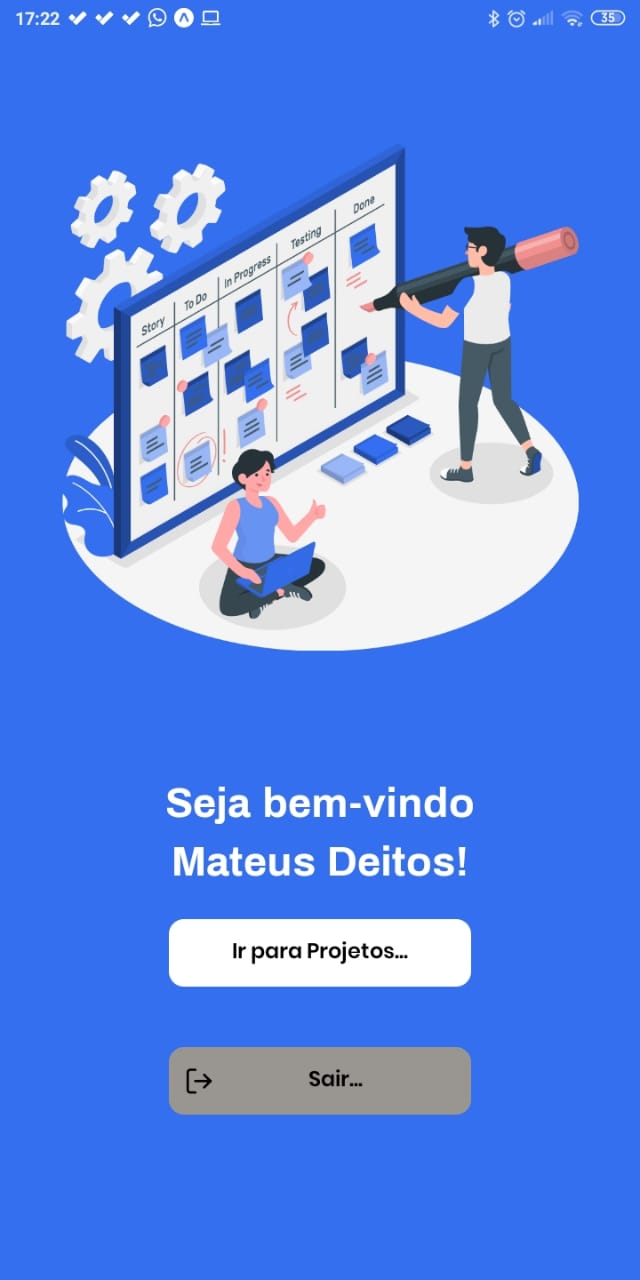 17:22
35
Story
To Do
In Progress
Testing
Done
Seja bem-vindo
Mateus Deitos!
Ir para Projetos...
Sair...